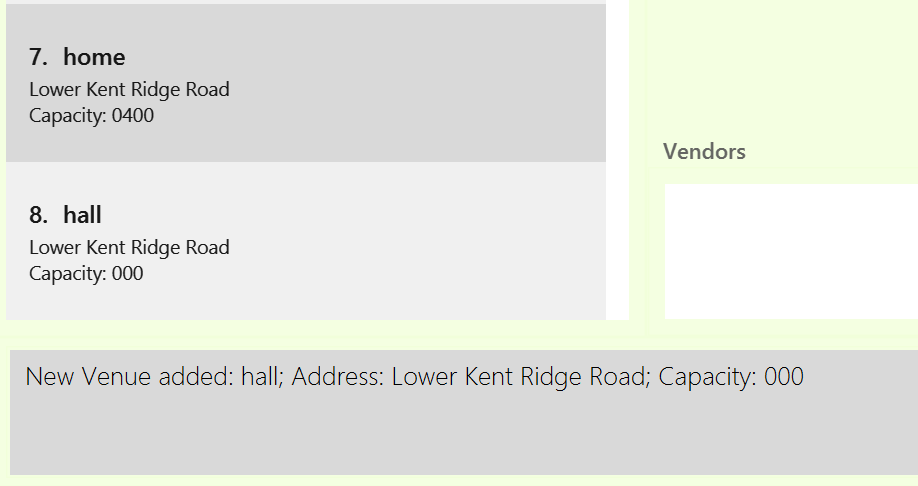 7. home
Lower Kent Ridge Road
Capacity: 0400
Vendors
8. hall
Lower Kent Ridge Road
Capacity: 000
New Venue added: hall; Address: Lower Kent Ridge Road; Capacity: 000